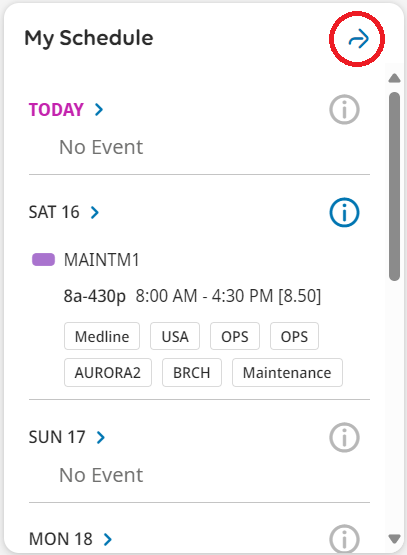 My Schedule
TODAY
No Event
SAT 16
MAINTM1
8a-430p 8:00 AM - 4:30 PM [8.50]
Medline USA OPS OPS
AURORA2 BRCH Maintenance
SUN 17
No Event
MON 18